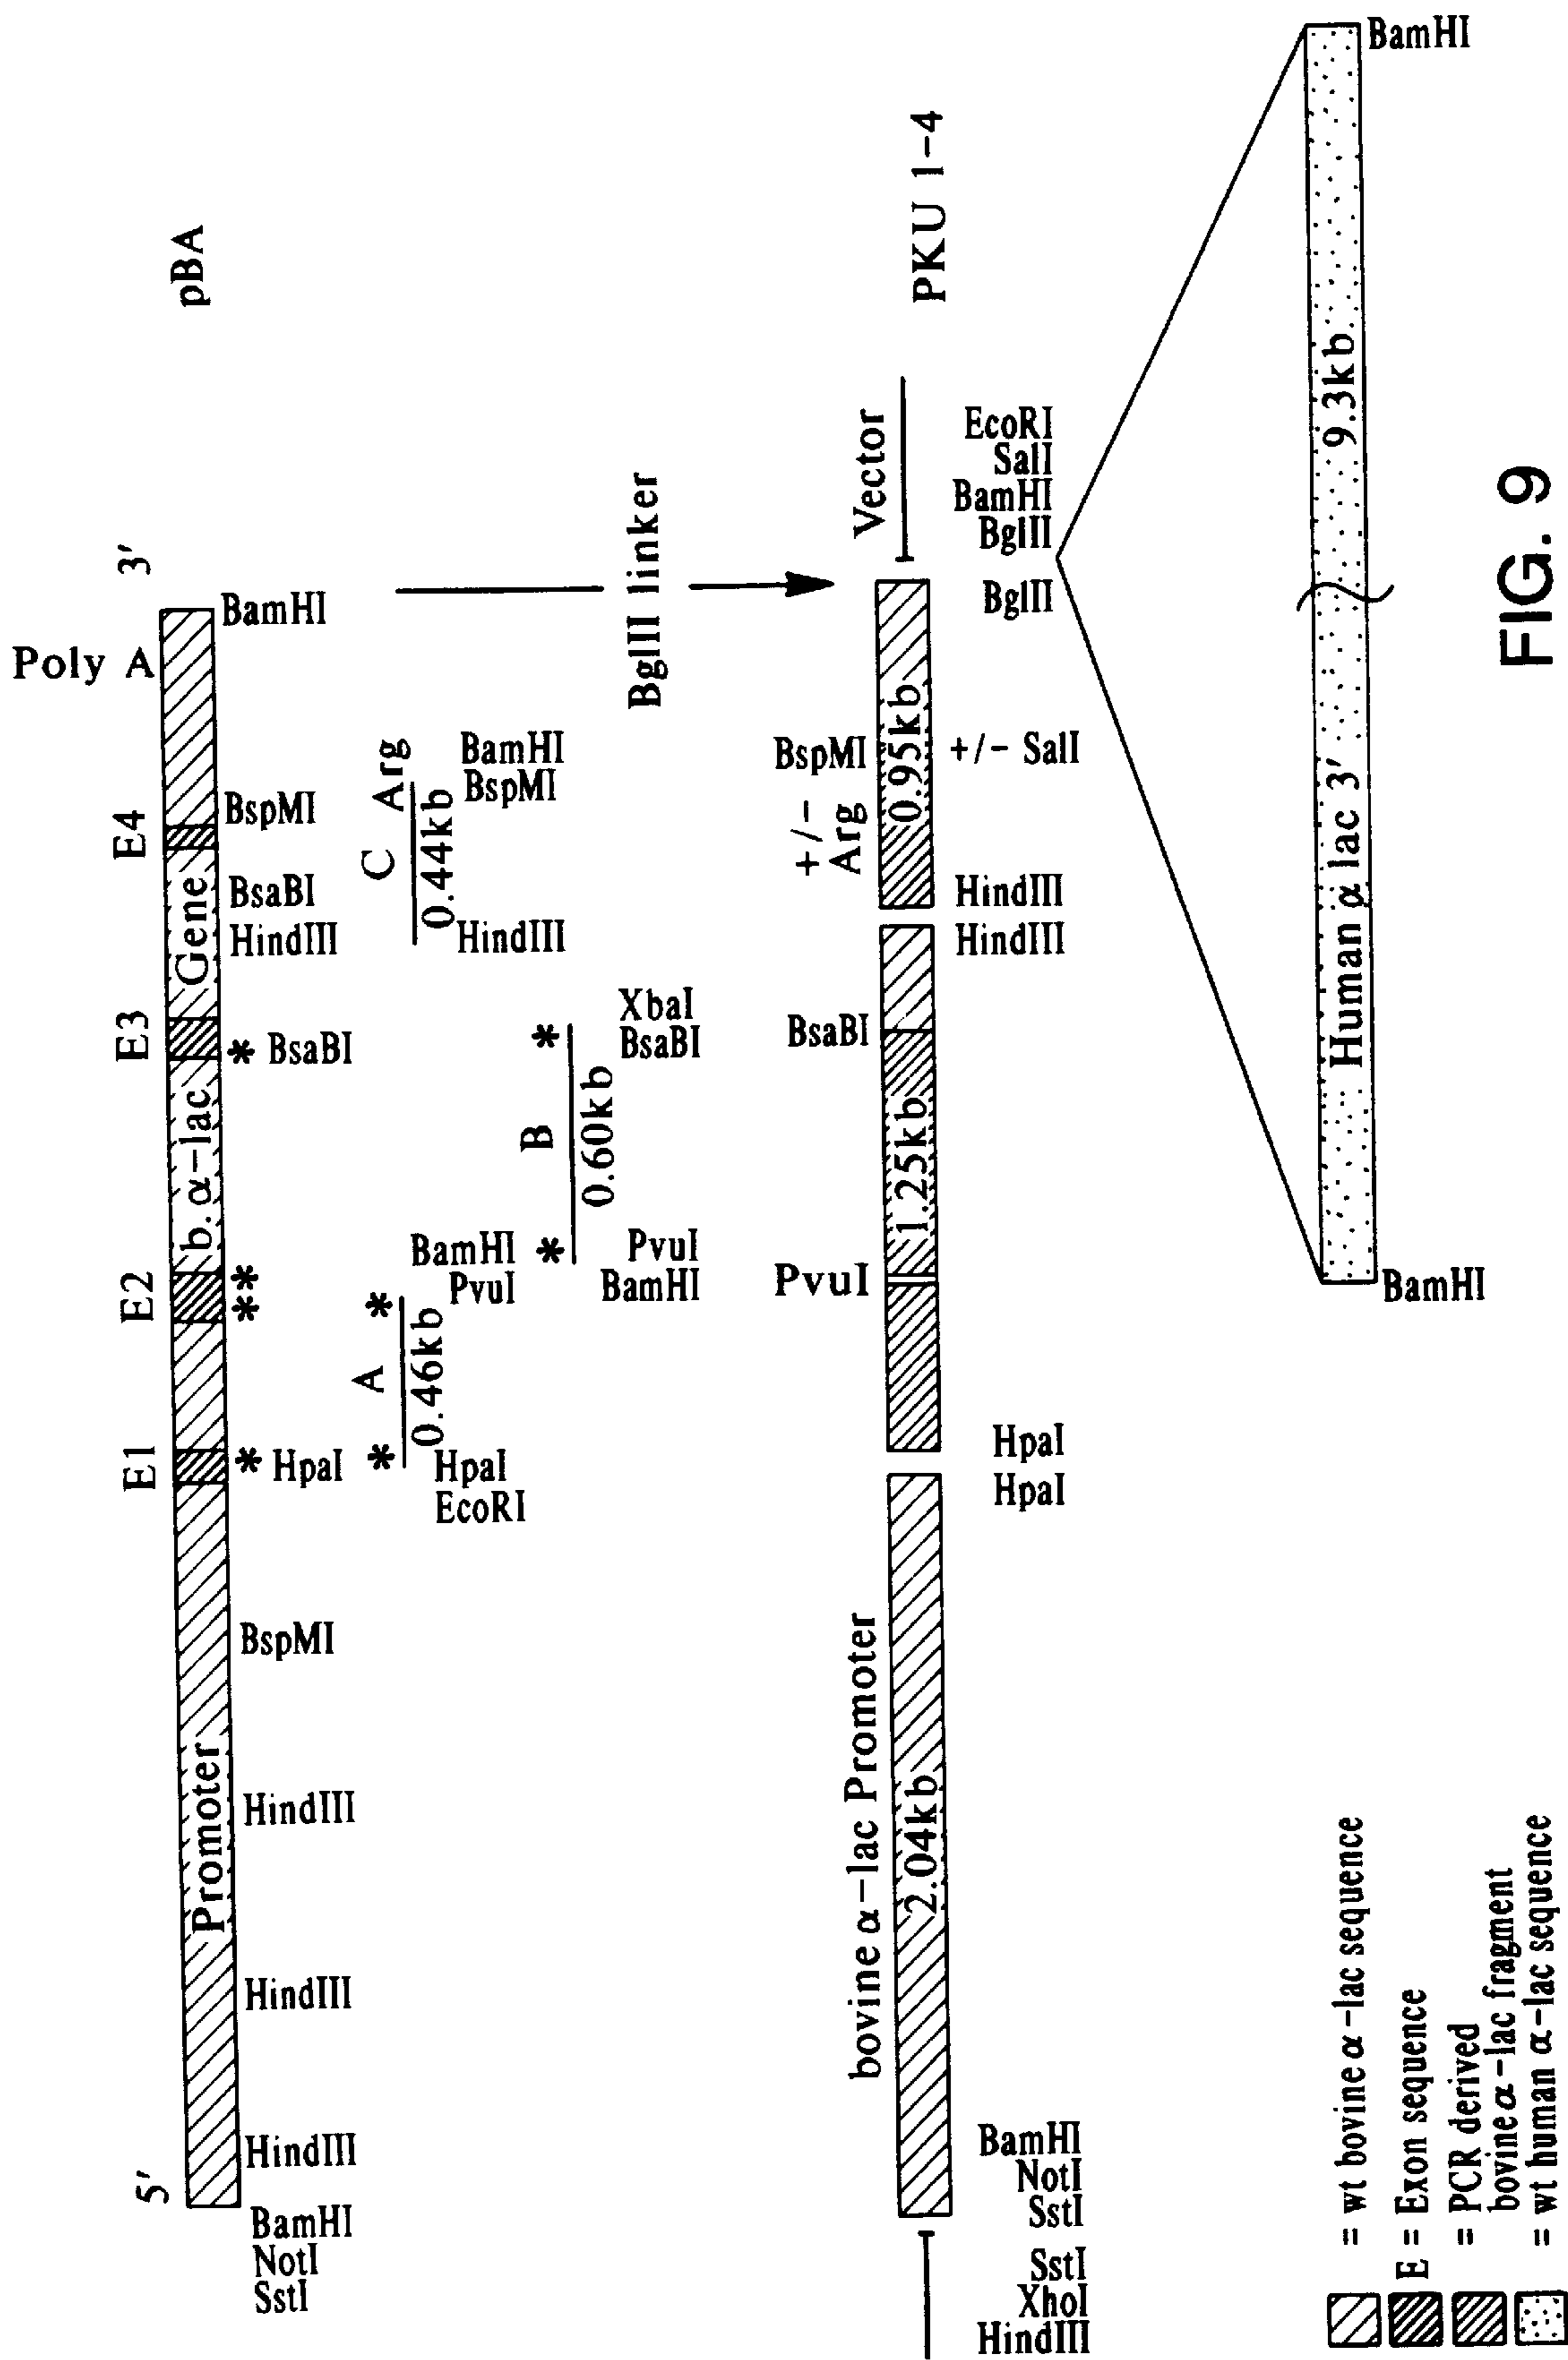 5'
E1
E2
E3
E4
Poly A
3'
Promoter
b. α-lac
Gene
pBA
BamHI
NotI
SstI
HindIII
HindIII
HindIII
BspMI
* HpaI
**
* BsaBI
HindIII
BsaBI
BspMI
BamHI
* A *
0.46kb
HpaI
EcoRI
BamHI
PvuI
* B *
0.60kb
PvuI
BamHI
XbaI
BsaBI
C Arg
0.44kb
HindIII
BamHI
BspMI
BglII linker
bovine α-lac Promoter
PvuI
BsaBI
+/-
Arg
BspMI
Vector
PKU 1-4
2.04kb
1.25kb
0.95kb
SstI
XhoI
HindIII
BamHI
NotI
SstI
HpaI
HpaI
HindIII
HindIII
+/- SalI
BglII
EcoRI
SalI
BamHI
BglII
Human α lac 3'
9.3kb
BamHI
BamHI
= wt bovine α-lac sequence
E = Exon sequence
= PCR derived
bovine α-lac fragment
= wt human α-lac sequence
FIG. 9